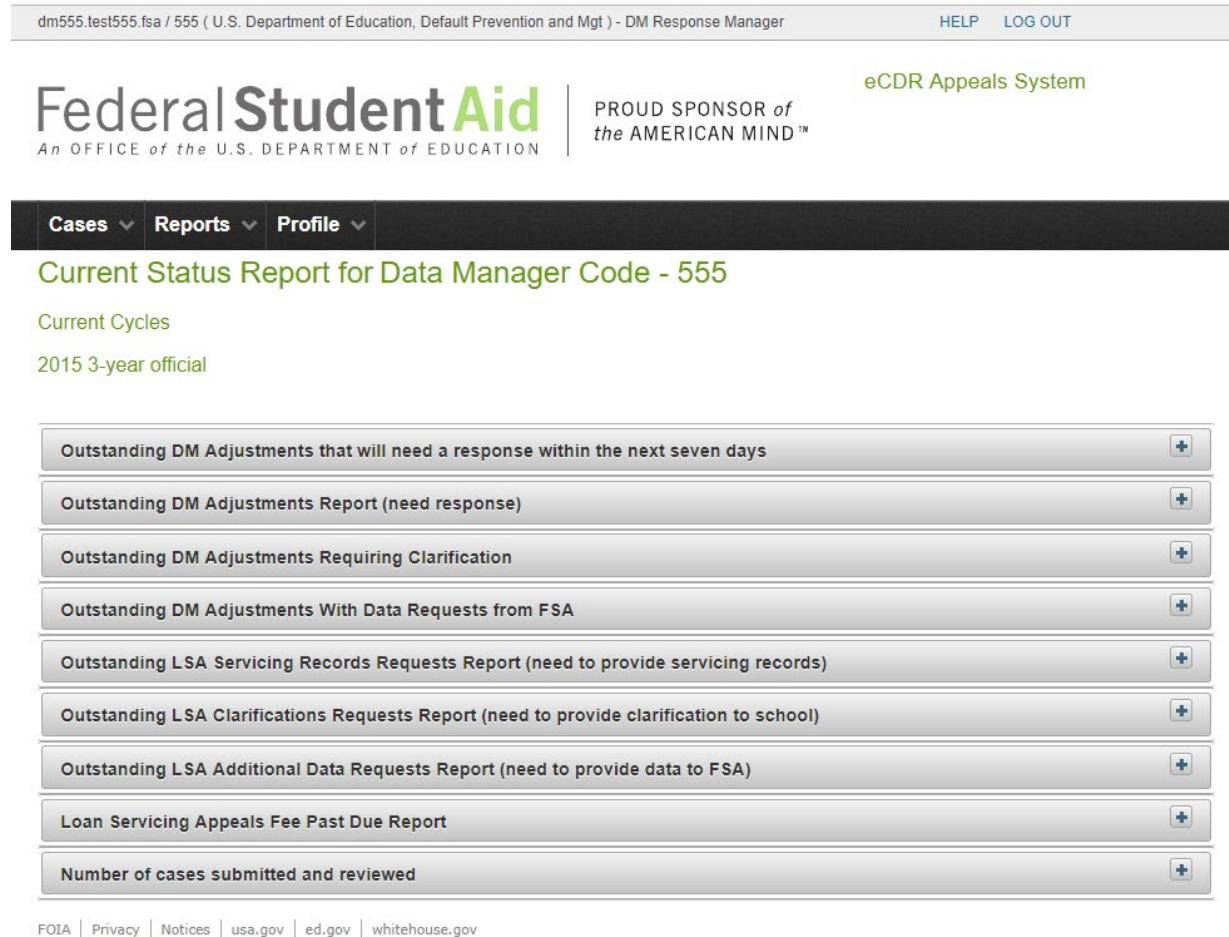 dm555.test555.fsa / 555 ( U.S. Department of Education, Default Prevention and Mgt ) - DM Response Manager HELP LOG OUT
eCDR Appeals System
Federal Student Aid
An OFFICE of the U.S. DEPARTMENT of EDUCATION
PROUD SPONSOR of
the AMERICAN MIND™
Cases Reports Profile
Current Status Report for Data Manager Code - 555
Current Cycles
2015 3-year official
Outstanding DM Adjustments that will need a response within the next seven days
Outstanding DM Adjustments Report (need response)
Outstanding DM Adjustments Requiring Clarification
Outstanding DM Adjustments With Data Requests from FSA
Outstanding LSA Servicing Records Requests Report (need to provide servicing records)
Outstanding LSA Clarifications Requests Report (need to provide clarification to school)
Outstanding LSA Additional Data Requests Report (need to provide data to FSA)
Loan Servicing Appeals Fee Past Due Report
Number of cases submitted and reviewed
FOIA | Privacy | Notices | usa.gov | ed.gov | whitehouse.gov